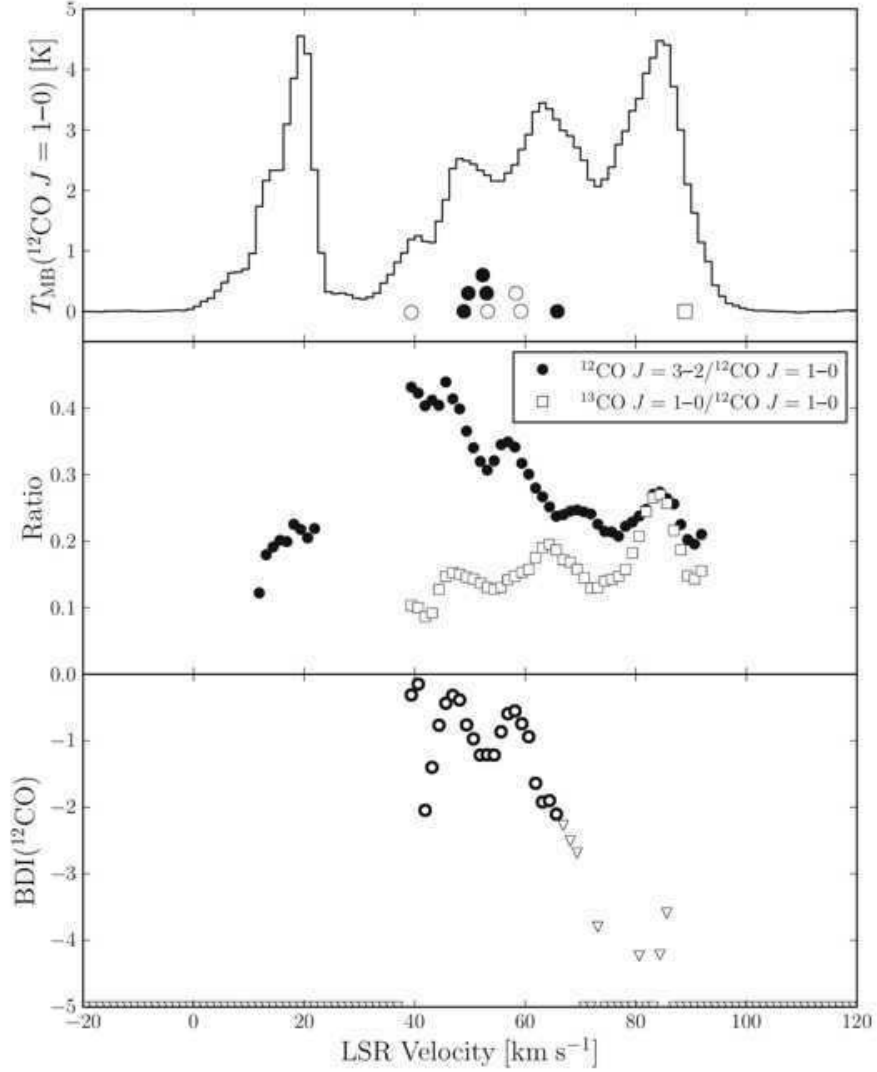 5
4
3
2
1
0
T_MB(¹²CO J = 1–0) [K]
¹²CO J = 3–2/¹²CO J = 1–0
¹³CO J = 1–0/¹²CO J = 1–0
0.4
0.3
0.2
0.1
0.0
Ratio
−1
−2
−3
−4
−5
BDI(¹²CO)
−20 0 20 40 60 80 100 120
LSR Velocity [km s⁻¹]